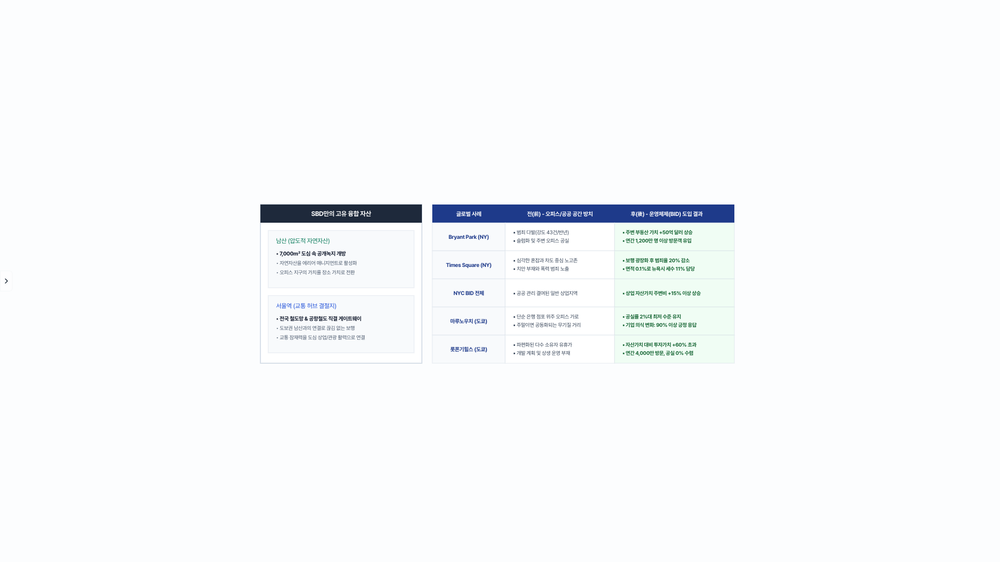 SBD만의 고유 융합 자산
남산 (압도적 자연자산)
• 7,000m² 도심 속 공개녹지 개방
• 자연자산을 에리어 매니지먼트로 활성화
• 오피스 지구의 가치를 장소 가치로 전환
서울역 (교통 허브 결절지)
• 전국 철도망 & 공항철도 직결 게이트웨이
• 도보권 남산과의 연결로 끊김 없는 보행
• 교통 잠재력을 도심 상업/관광 활력으로 연결
글로벌 사례
전(前) - 오피스/공공 공간 방치
후(後) - 운영체제(BID) 도입 결과
Bryant Park (NY)
▪ 범죄 다발(강도 43건/반년)
▪ 슬럼화 및 주변 오피스 공실
▪ 주변 부동산 가치 +50억 달러 상승
▪ 연간 1,200만 명 이상 방문객 유입
Times Square (NY)
▪ 심각한 혼잡과 차도 중심 노고존
▪ 치안 부재와 폭력 범죄 노출
▪ 보행 광장화 후 범죄율 20% 감소
▪ 면적 0.1%로 뉴욕시 세수 11% 담당
NYC BID 전체
▪ 공공 관리 결여된 일반 상업지역
▪ 상업 자산가치 주변비 +15% 이상 상승
마루노우치 (도쿄)
▪ 단순 은행 점포 위주 오피스 가로
▪ 주말이면 공동화되는 무기질 거리
▪ 공실률 2%대 최저 수준 유지
▪ 기업 의식 변화: 90% 이상 긍정 응답
롯폰기힐스 (도쿄)
▪ 파편화된 다수 소유자 유휴가
▪ 개발 계획 및 상생 운영 부재
▪ 자산가치 대비 투자가치 +60% 초과
▪ 연간 4,000만 방문, 공실 0% 수렴